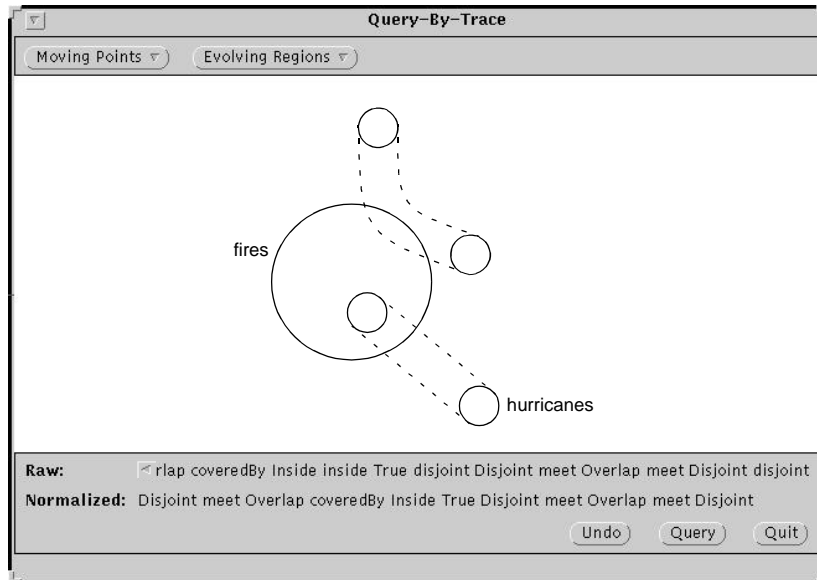 Query-By-Trace
Moving Points Evolving Regions
fires
hurricanes
Raw: rlap coveredBy Inside inside True disjoint Disjoint meet Overlap meet Disjoint disjoint
Normalized: Disjoint meet Overlap coveredBy Inside True Disjoint meet Overlap meet Disjoint
Undo Query Quit